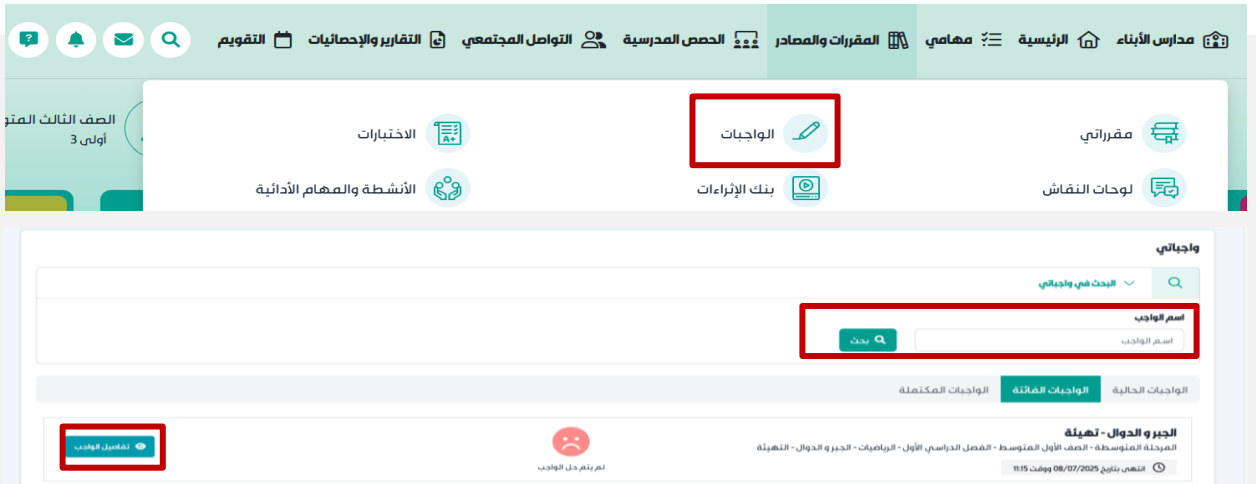 مدارس الأبناء الرئيسية مهامي المقررات والمصادر الحصص المدرسية التواصل المجتمعي التقارير والإحصائيات التقويم
الصف الثالث
أولى 3
مقرراتي الواجبات الاختبارات
لوحات النقاش بنك الإثراءات الأنشطة والمهام الأدائية
واجباتي
البحث في واجباتي
اسم الواجب
اسم الواجب بحث
الواجبات الحالية الواجبات الفائتة الواجبات المكتملة
الجبر و الدوال - تهيئة
المرحلة المتوسطة - الصف الأول المتوسط - الفصل الدراسي الأول - الرياضيات - الجبر و الدوال - التهيئة
انتهى بتاريخ 08/07/2025 ووقت 11:15
لم يتم حل الواجب
تفاصيل الواجب